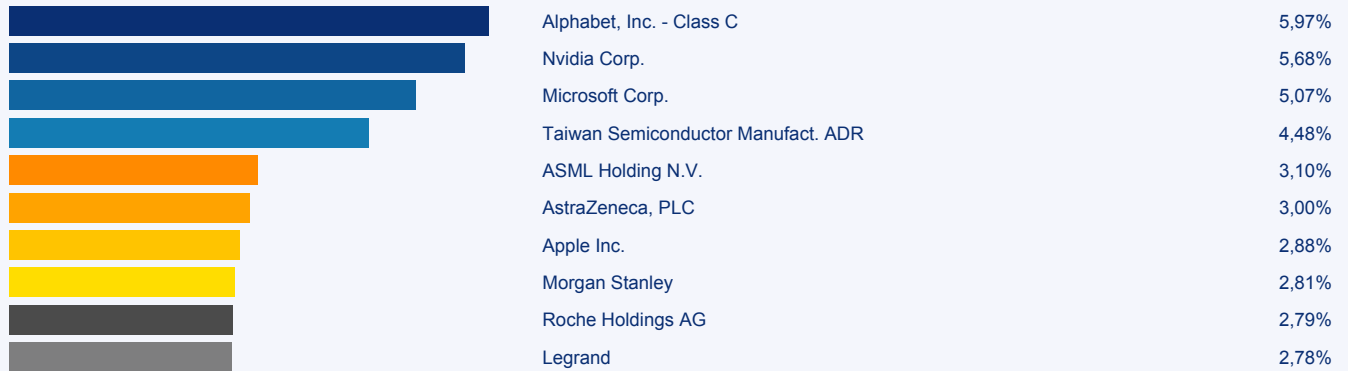 Alphabet, Inc. - Class C 5,97%
Nvidia Corp. 5,68%
Microsoft Corp. 5,07%
Taiwan Semiconductor Manufact. ADR 4,48%
ASML Holding N.V. 3,10%
AstraZeneca, PLC 3,00%
Apple Inc. 2,88%
Morgan Stanley 2,81%
Roche Holdings AG 2,79%
Legrand 2,78%